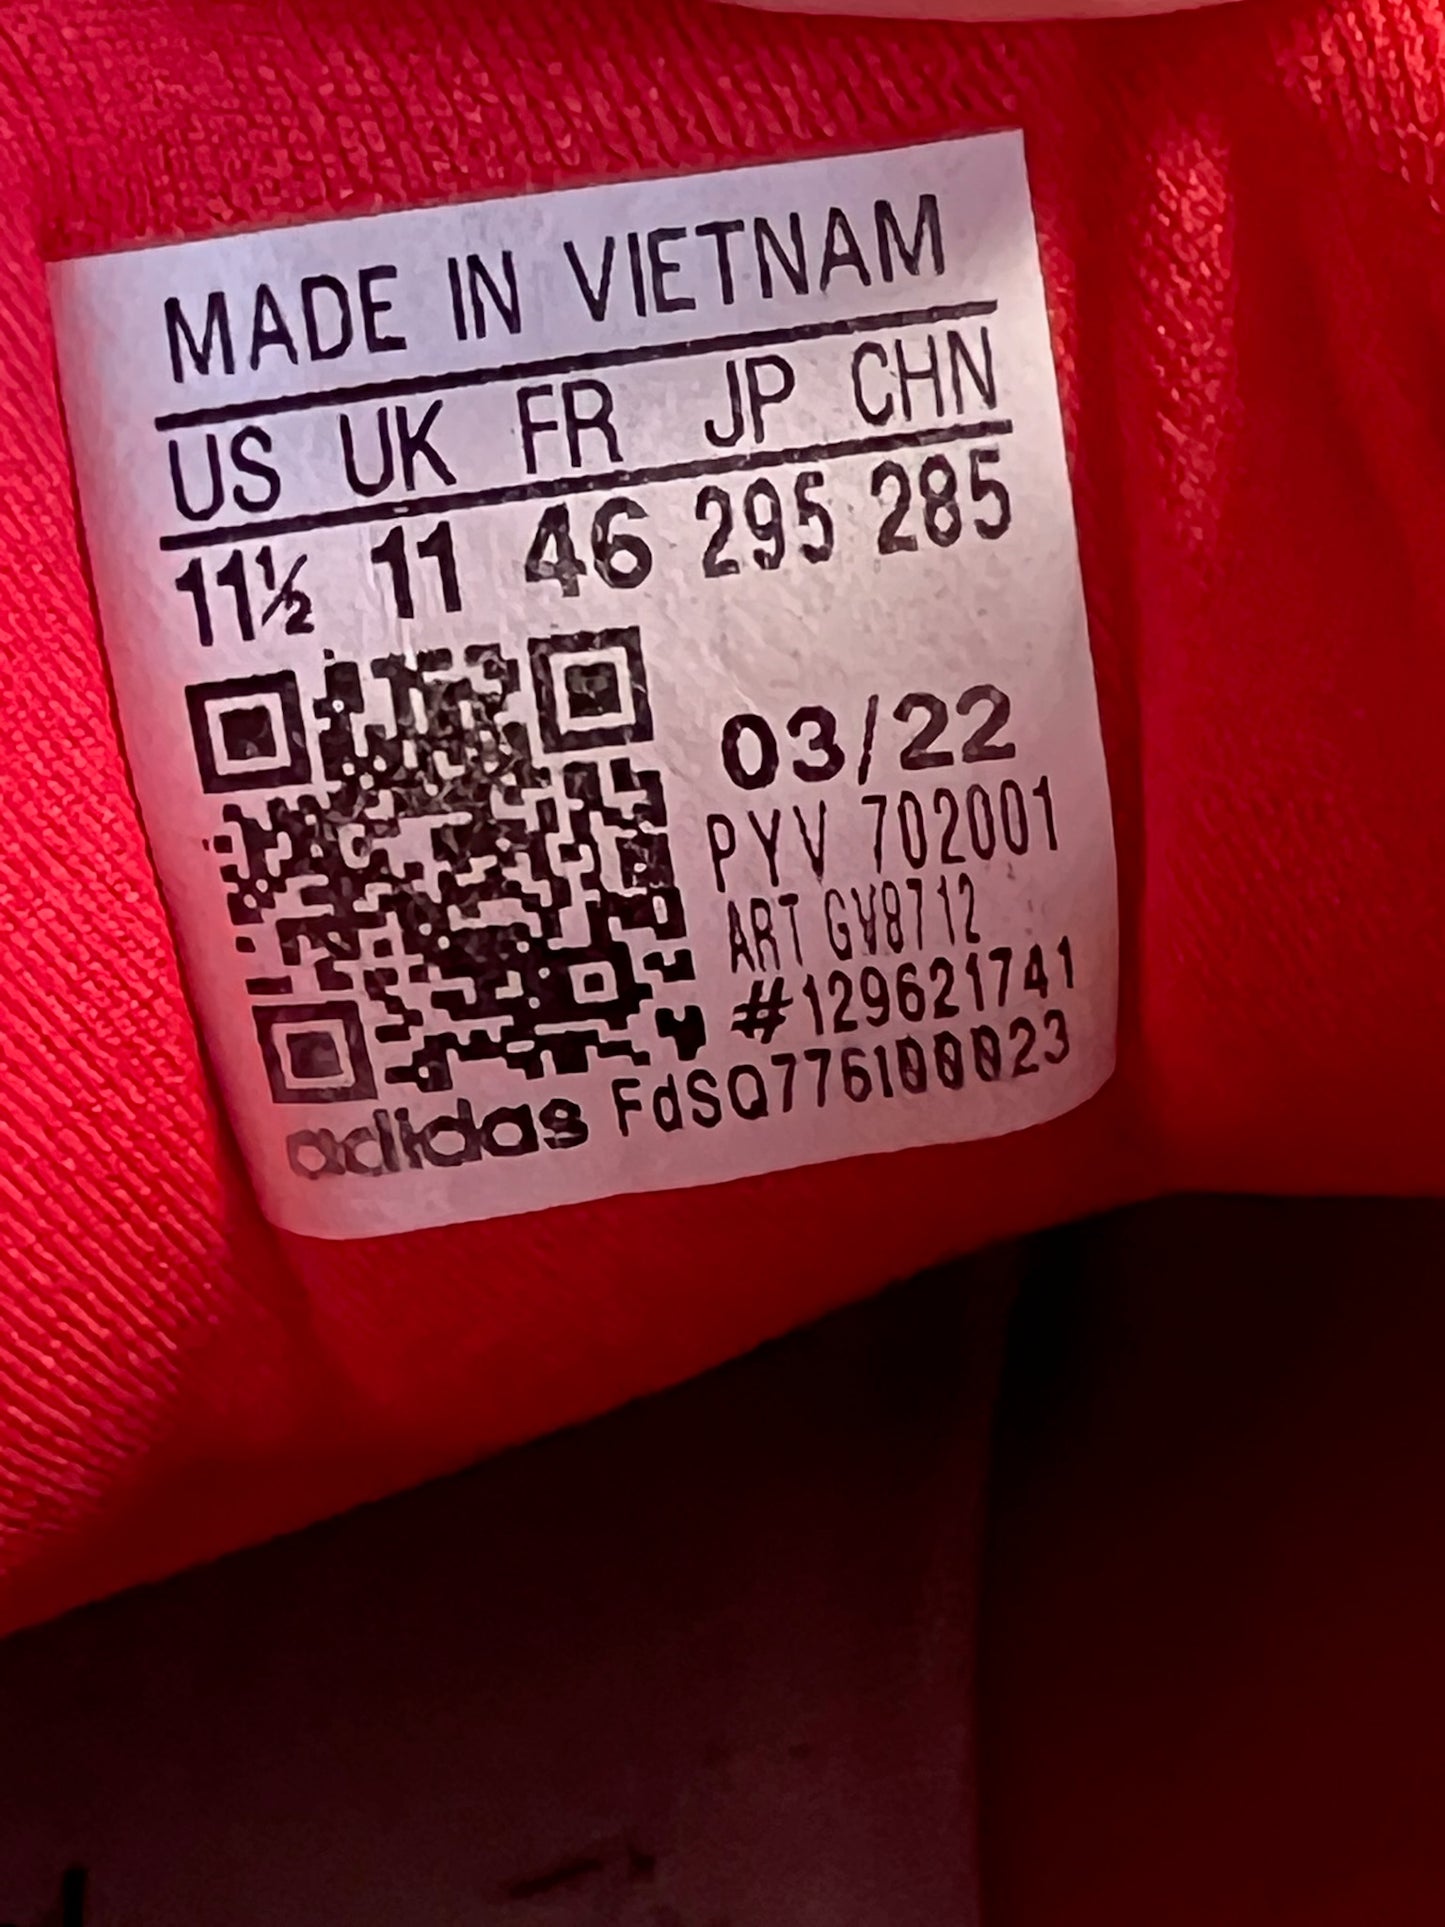 MADE IN VIETNAM
US UK FR JP CHN
11½ 11 46 295 285
03/22
PYV 702001
ART GV8712
#129621741
adidas FdSQ776100023